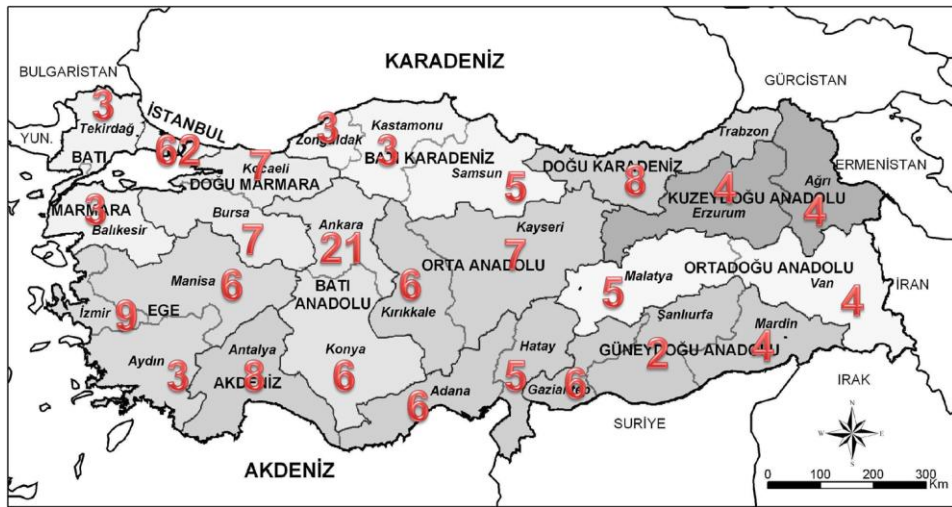 KARADENİZ
BULGARİSTAN
GÜRCİSTAN
3
İSTANBUL
3
Kastamonu
YUN.
Tekirdağ
Zonguldak
3
Trabzon
BATI
62
7
BATI KARADENİZ
DOĞU KARADENİZ
ERMENİSTAN
Kocaeli
Samsun
5
8
4
Ağrı
DOĞU MARMARA
KUZEYDOĞU ANADOLU
MARMARA
3
Bursa
Ankara
Kayseri
Erzurum
4
Balıkesir
7
21
ORTA ANADOLU
7
ORTADOĞU ANADOLU
Manisa
6
BATI
ANADOLU
6
Malatya
5
Van
İRAN
İzmir
9
EGE
Kırıkkale
Şanlıurfa
Mardin
4
Aydın
3
Antalya
8
Konya
6
Hatay
GÜNEYDOĞU ANADOLU
2
4
AKDENİZ
Adana
6
5
Gaziantep
6
IRAK
SURİYE
N
W
E
S
AKDENİZ
0
100
200
300
Km